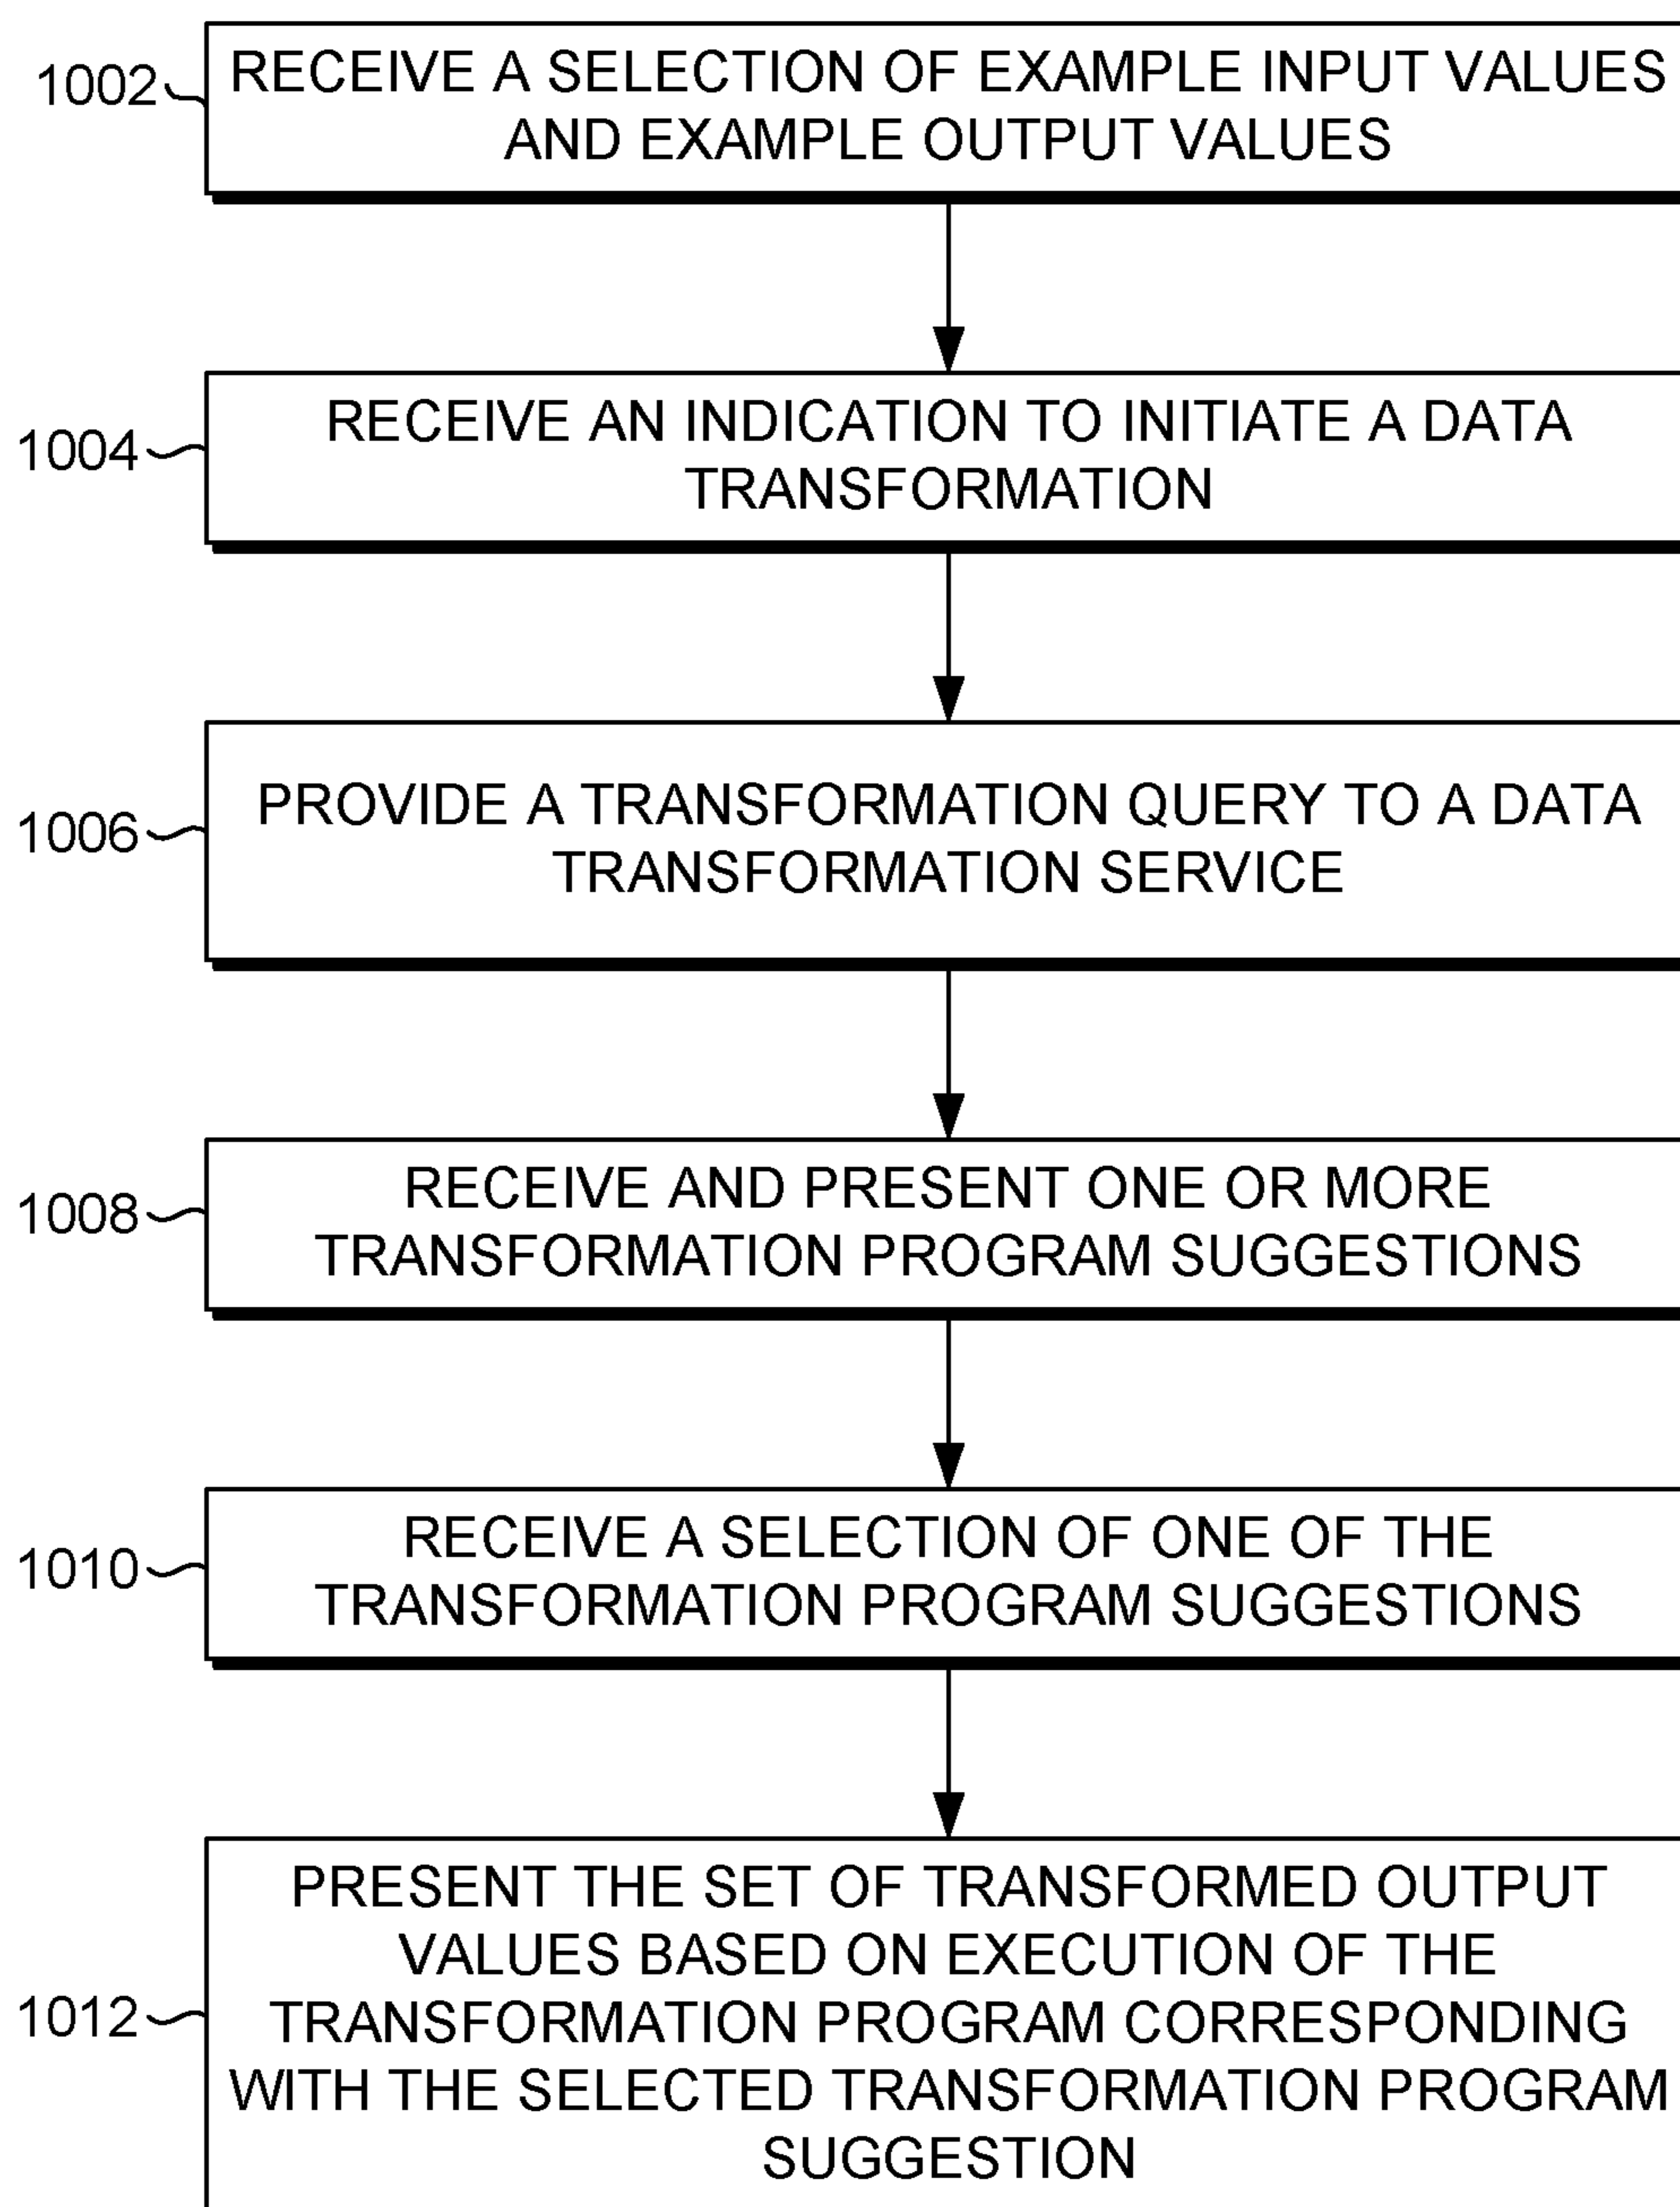 1002
RECEIVE A SELECTION OF EXAMPLE INPUT VALUES
AND EXAMPLE OUTPUT VALUES
1004
RECEIVE AN INDICATION TO INITIATE A DATA
TRANSFORMATION
1006
PROVIDE A TRANSFORMATION QUERY TO A DATA
TRANSFORMATION SERVICE
1008
RECEIVE AND PRESENT ONE OR MORE
TRANSFORMATION PROGRAM SUGGESTIONS
1010
RECEIVE A SELECTION OF ONE OF THE
TRANSFORMATION PROGRAM SUGGESTIONS
1012
PRESENT THE SET OF TRANSFORMED OUTPUT
VALUES BASED ON EXECUTION OF THE
TRANSFORMATION PROGRAM CORRESPONDING
WITH THE SELECTED TRANSFORMATION PROGRAM
SUGGESTION